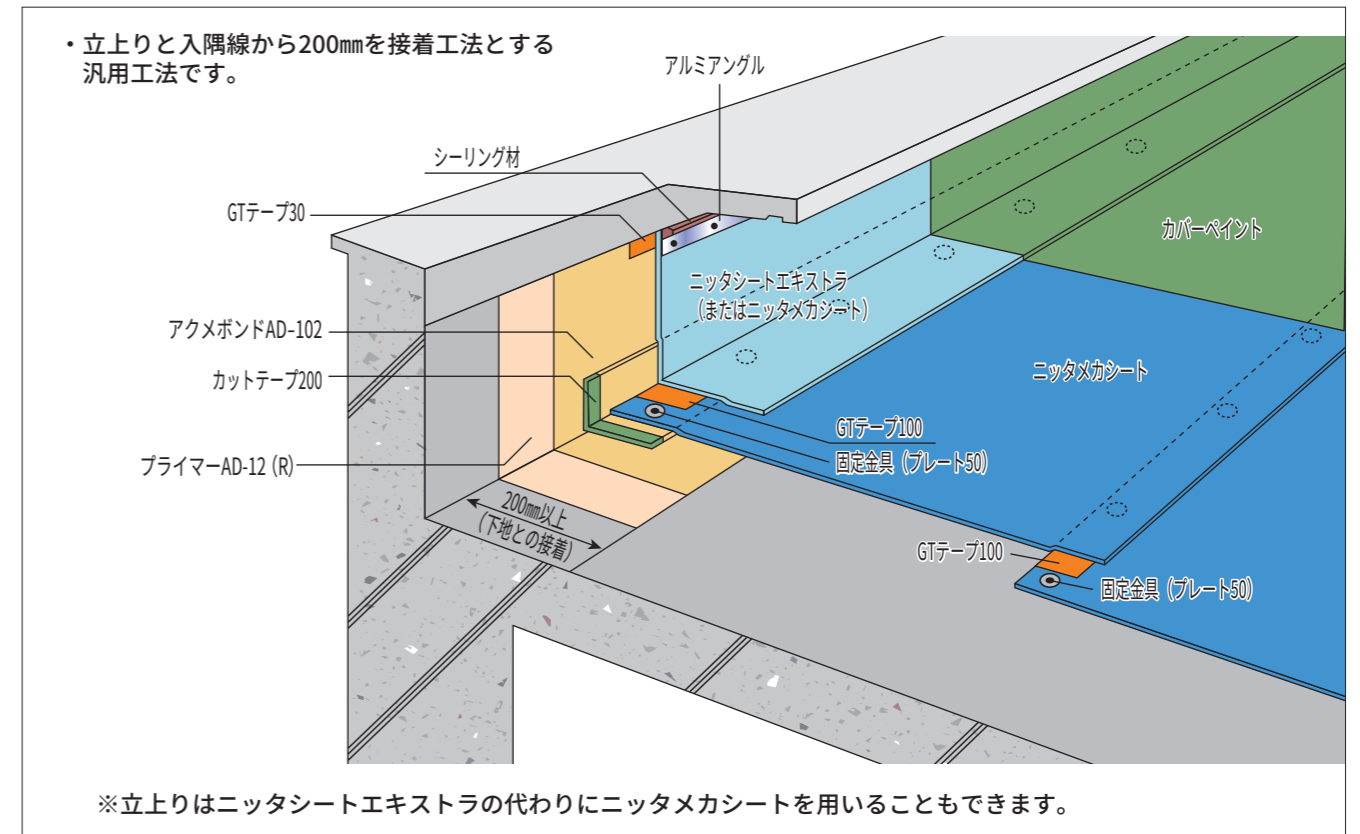 ・立上りと入隅線から200㎜を接着工法とする
汎用工法です。
アルミアングル
シーリング材
GTテープ30
カバーペイント
ニッタシートエキストラ
（またはニッタメカシート）
アクメボンドAD-102
カットテープ200
ニッタメカシート
GTテープ100
固定金具（プレート50）
プライマーAD-12（R）
200㎜以上
（下地との接着）
GTテープ100
固定金具（プレート50）
※立上りはニッタシートエキストラの代わりにニッタメカシートを用いることもできます。